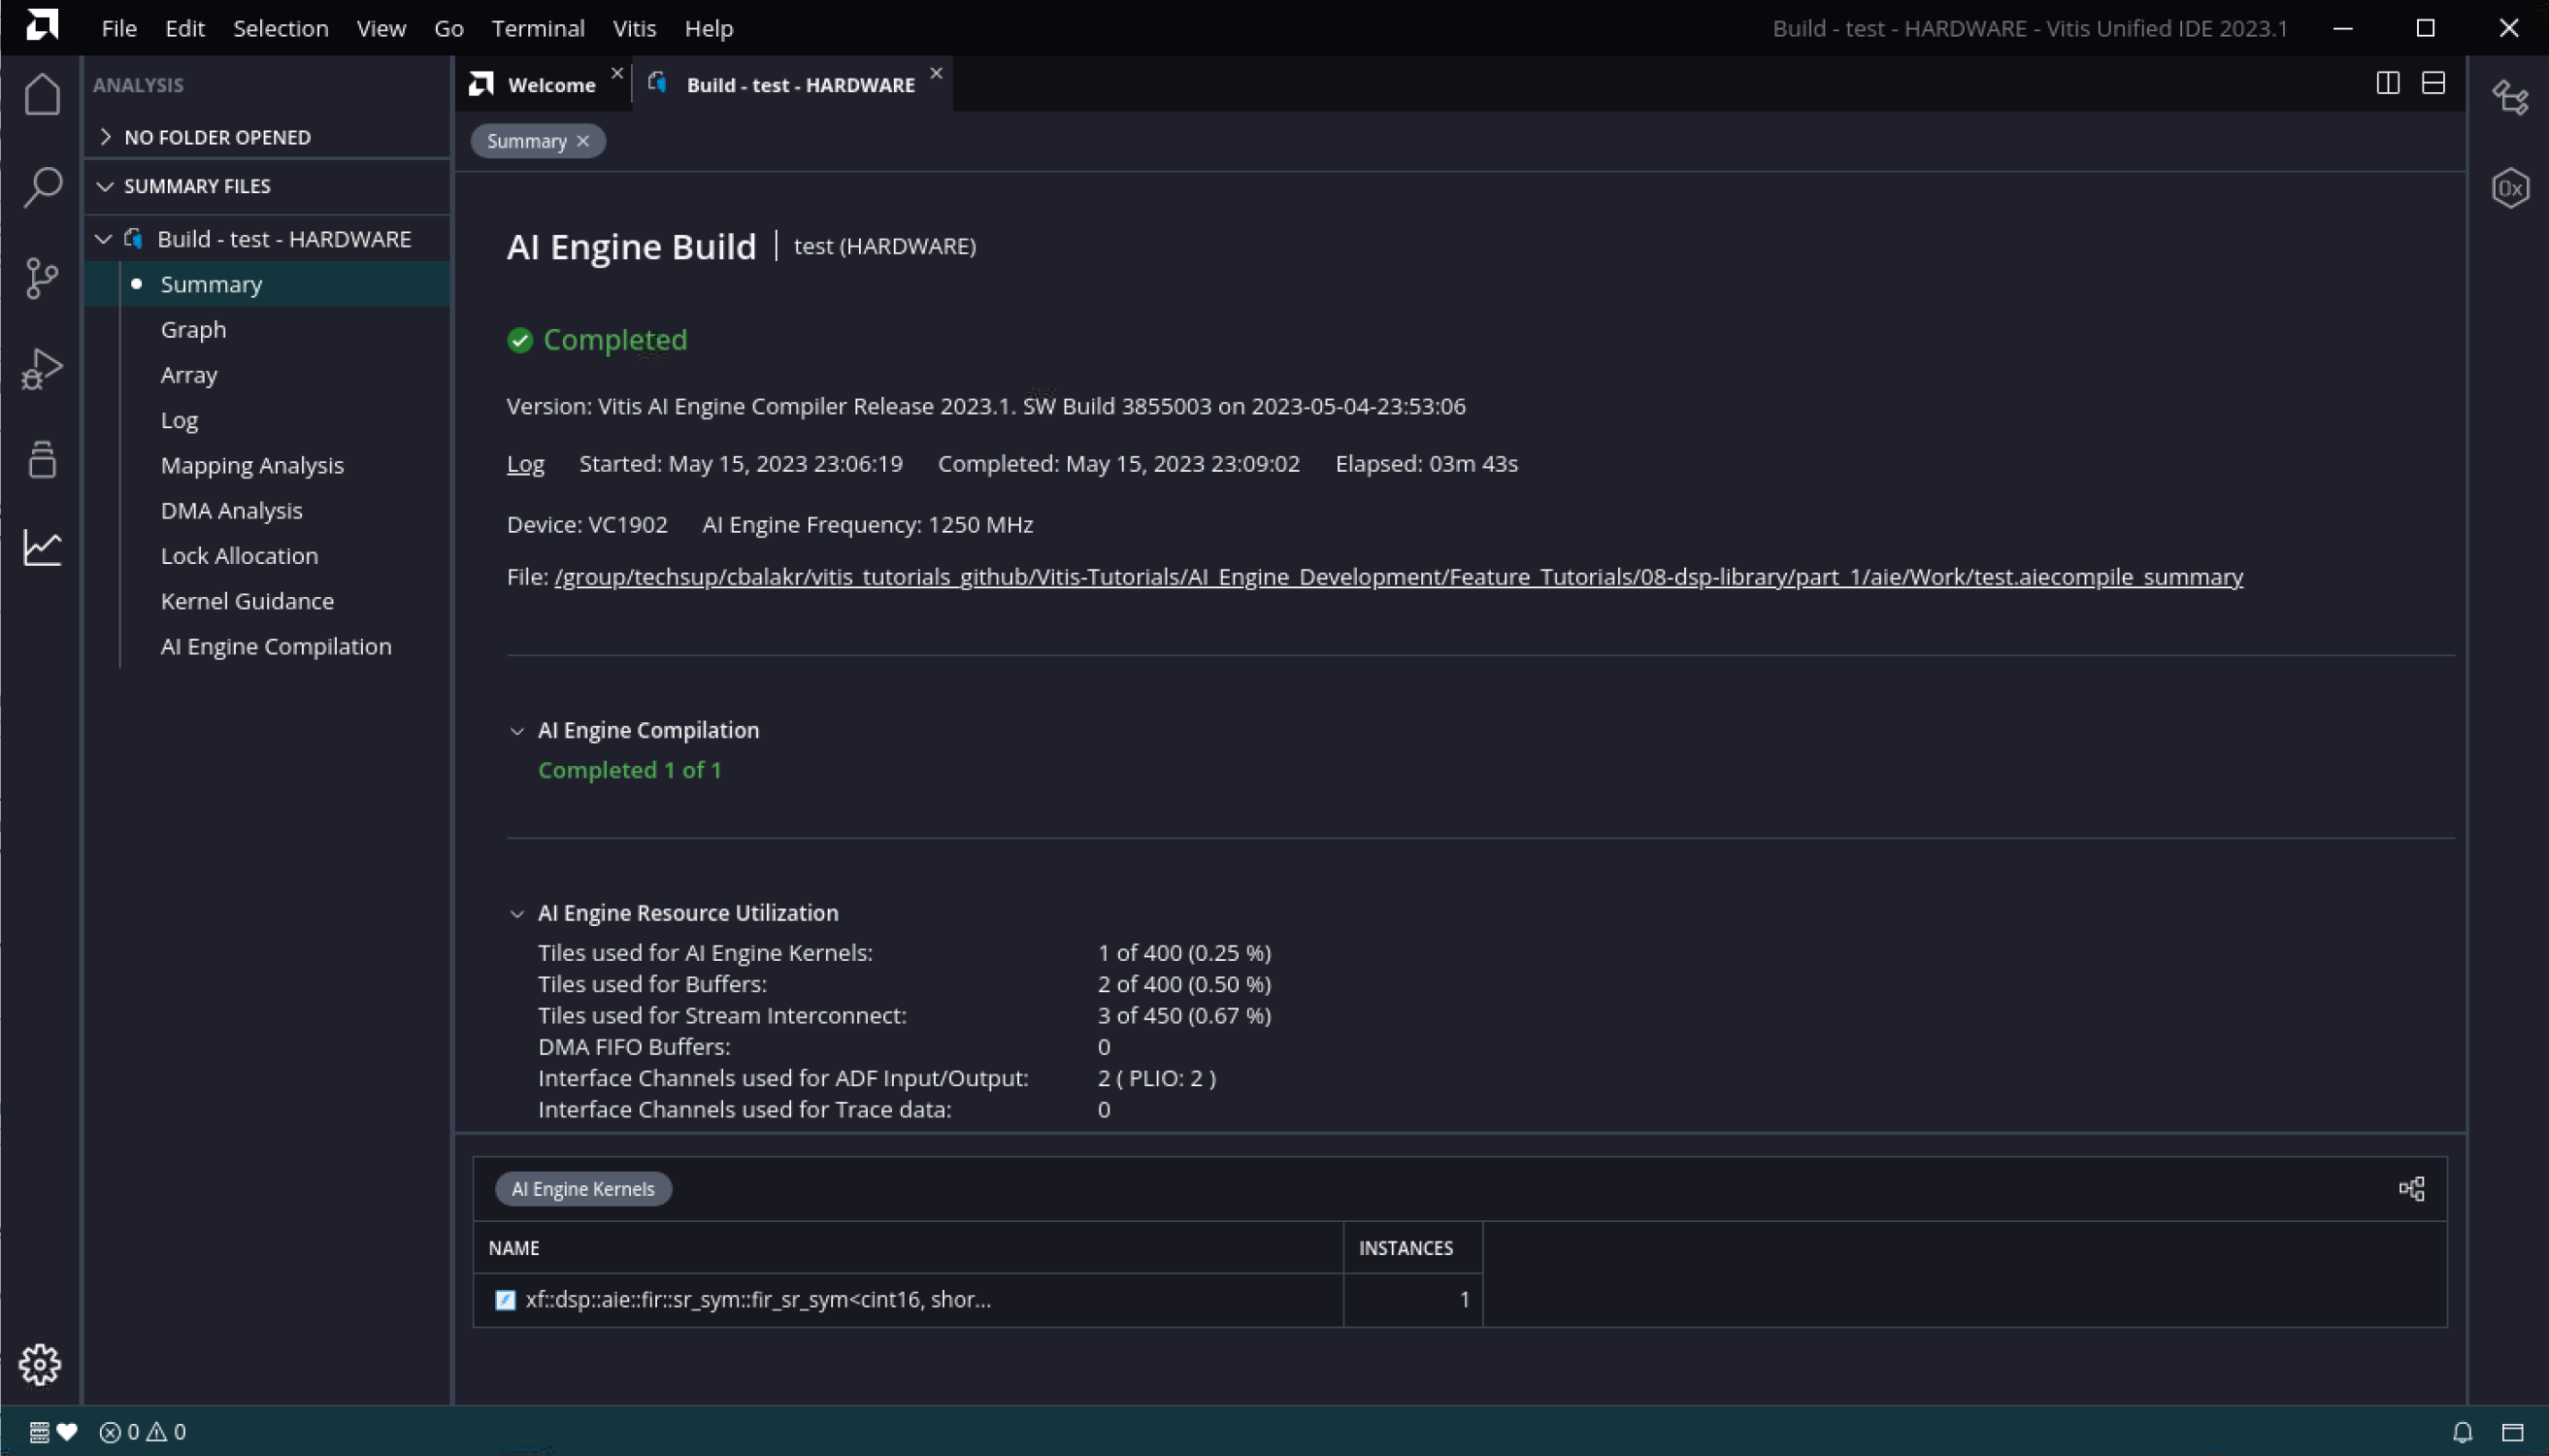 File Edit Selection View Go Terminal Vitis Help
Build - test - HARDWARE - Vitis Unified IDE 2023.1
ANALYSIS
NO FOLDER OPENED
SUMMARY FILES
Build - test - HARDWARE
Summary
Graph
Array
Log
Mapping Analysis
DMA Analysis
Lock Allocation
Kernel Guidance
AI Engine Compilation
Welcome
Build - test - HARDWARE
Summary
AI Engine Build | test (HARDWARE)
Completed
Version: Vitis AI Engine Compiler Release 2023.1. SW Build 3855003 on 2023-05-04-23:53:06
Log Started: May 15, 2023 23:06:19 Completed: May 15, 2023 23:09:02 Elapsed: 03m 43s
Device: VC1902 AI Engine Frequency: 1250 MHz
File: /group/techsup/cbalakr/vitis_tutorials_github/Vitis-Tutorials/AI_Engine_Development/Feature_Tutorials/08-dsp-library/part_1/aie/Work/test.aiecompile_summary
AI Engine Compilation
Completed 1 of 1
AI Engine Resource Utilization
Tiles used for AI Engine Kernels: 1 of 400 (0.25 %)
Tiles used for Buffers: 2 of 400 (0.50 %)
Tiles used for Stream Interconnect: 3 of 450 (0.67 %)
DMA FIFO Buffers: 0
Interface Channels used for ADF Input/Output: 2 ( PLIO: 2 )
Interface Channels used for Trace data: 0
AI Engine Kernels
NAME INSTANCES
xf::dsp::aie::fir::sr_sym::fir_sr_sym<cint16, shor... 1
0 0
0x